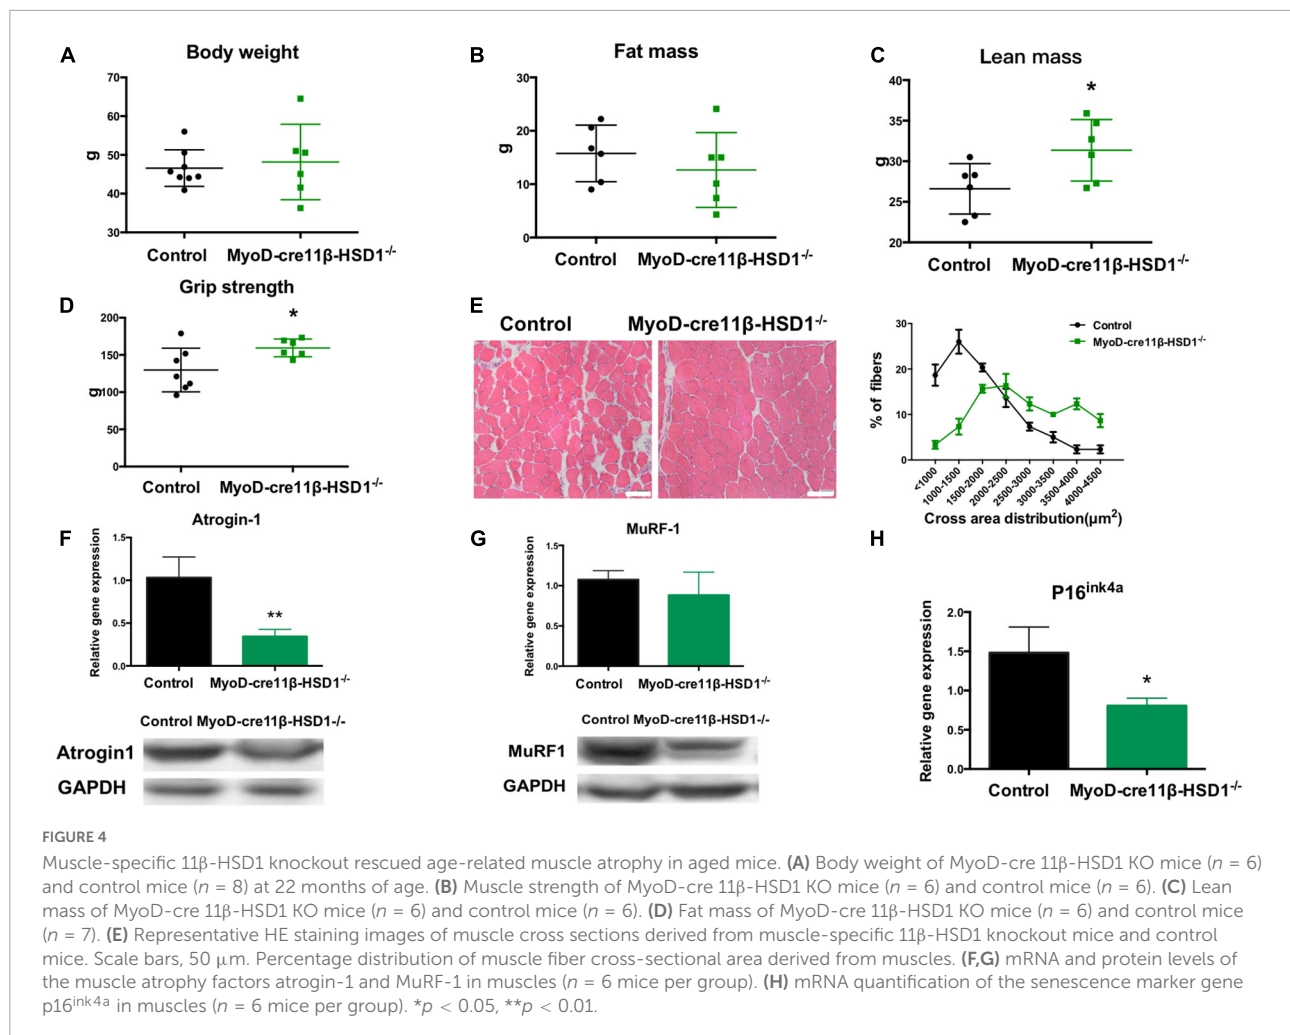 A
Body weight
g
70
60
50
40
30
Control
MyoD-cre11β-HSD1-/-
B
Fat mass
g
30
20
10
0
Control
MyoD-cre11β-HSD1-/-
C
Lean mass
*
g
40
35
30
25
20
Control
MyoD-cre11β-HSD1-/-
D
Grip strength
*
g
200
150
100
50
0
Control
MyoD-cre11β-HSD1-/-
E
Control
MyoD-cre11β-HSD1-/-
Control
MyoD-cre11β-HSD1-/-
% of fibers
30
20
10
0
<1000
1000-1500
1500-2000
2000-2500
2500-3000
3000-3500
3500-4000
4000-4500
Cross area distribution(μm2)
F
Atrogin-1
Relative gene expression
1.5
1.0
0.5
0.0
**
Control
MyoD-cre11β-HSD1-/-
Control MyoD-cre11β-HSD1-/-
Atrogin1
GAPDH
G
MuRF-1
Relative gene expression
1.5
1.0
0.5
0.0
Control
MyoD-cre11β-HSD1-/-
Control MyoD-cre11β-HSD1-/-
MuRF1
GAPDH
H
P16ink4a
Relative gene expression
2.0
1.5
1.0
0.5
0.0
*
Control
MyoD-cre11β-HSD1-/-
FIGURE 4
Muscle-specific 11β-HSD1 knockout rescued age-related muscle atrophy in aged mice. (A) Body weight of MyoD-cre 11β-HSD1 KO mice (n = 6)
and control mice (n = 8) at 22 months of age. (B) Muscle strength of MyoD-cre 11β-HSD1 KO mice (n = 6) and control mice (n = 6). (C) Lean
mass of MyoD-cre 11β-HSD1 KO mice (n = 6) and control mice (n = 6). (D) Fat mass of MyoD-cre 11β-HSD1 KO mice (n = 6) and control mice
(n = 7). (E) Representative HE staining images of muscle cross sections derived from muscle-specific 11β-HSD1 knockout mice and control
mice. Scale bars, 50 μm. Percentage distribution of muscle fiber cross-sectional area derived from muscles. (F,G) mRNA and protein levels of
the muscle atrophy factors atrogin-1 and MuRF-1 in muscles (n = 6 mice per group). (H) mRNA quantification of the senescence marker gene
p16ink4a in muscles (n = 6 mice per group). *p < 0.05, **p < 0.01.